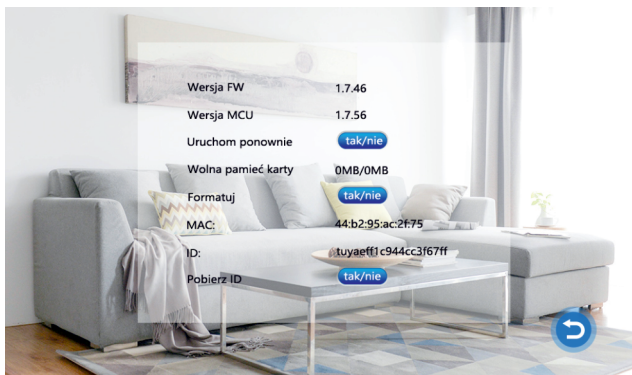 Wersja FW 1.7.46
Wersja MCU 1.7.56
Uruchom ponownie tak/nie
Wolna pamieć karty 0MB/0MB
Formatuj tak/nie
MAC: 44:b2:95:ac:2f:75
ID: tuyaeff1c944cc3f67ff
Pobierz ID tak/nie